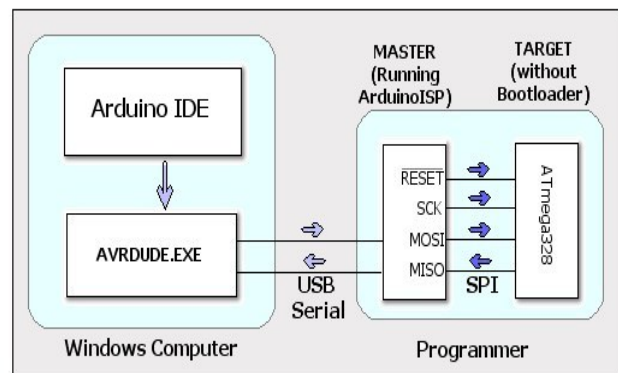 Arduino IDE
AVRDUDE.EXE
Windows Computer
USB
Serial
MASTER
(Running
ArduinoISP)
TARGET
(without
Bootloader)
RESET
SCK
MOSI
MISO
SPI
ATmega328
Programmer